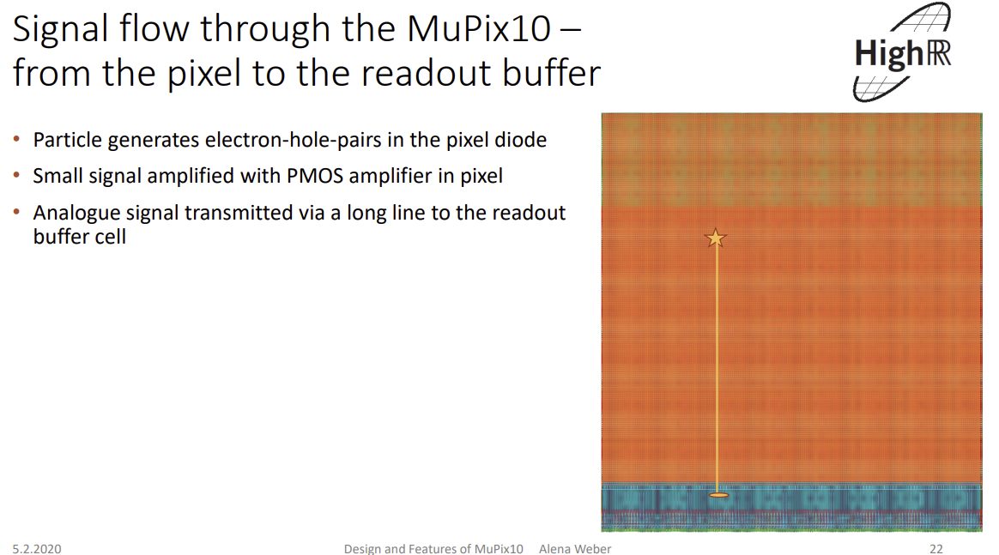 Signal flow through the MuPix10 –
from the pixel to the readout buffer
HighRR
• Particle generates electron-hole-pairs in the pixel diode
• Small signal amplified with PMOS amplifier in pixel
• Analogue signal transmitted via a long line to the readout
buffer cell
5.2.2020
Design and Features of MuPix10 Alena Weber
22